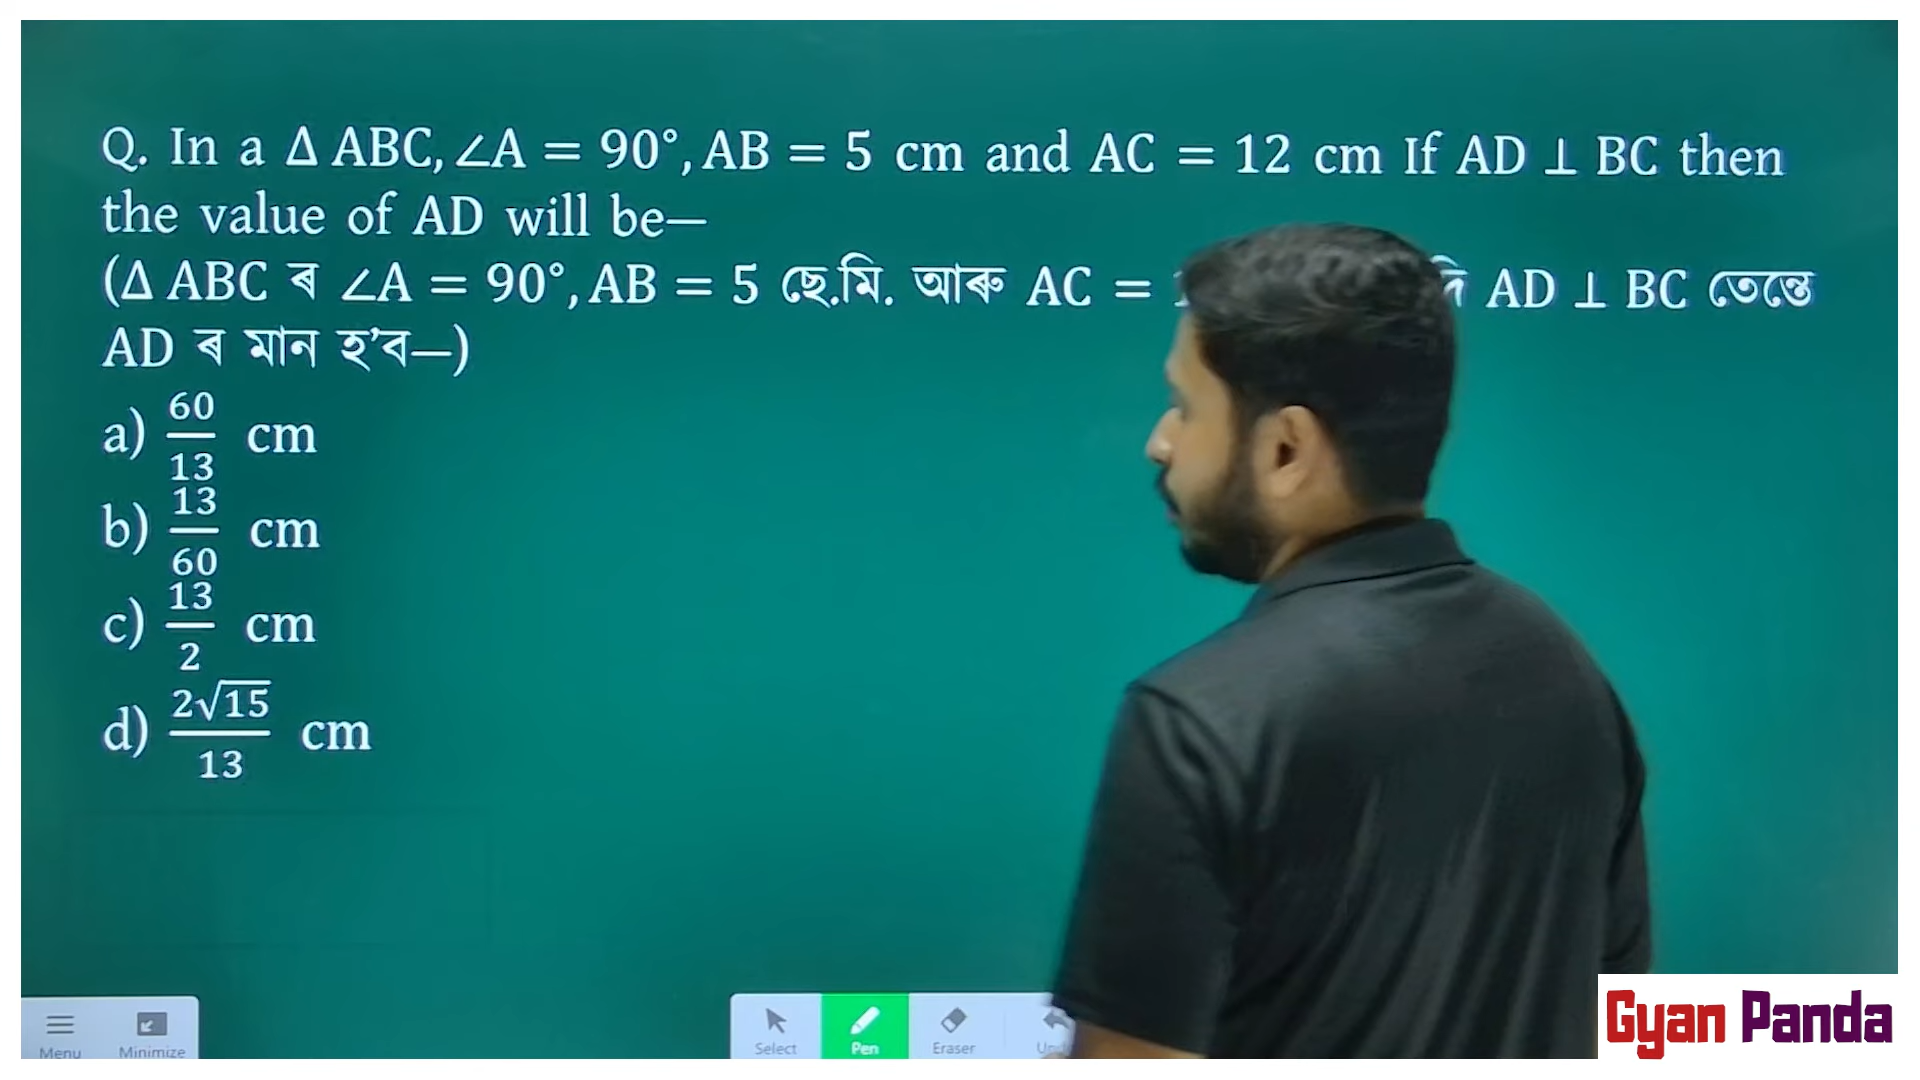 Q. In a Δ ABC, ∠A = 90°, AB = 5 cm and AC = 12 cm If AD ⊥ BC then
the value of AD will be—
(Δ ABC ৰ ∠A = 90°, AB = 5 ছে.মি. আৰু AC = AD ⊥ BC তেন্তে
AD ৰ মান হ’ব—)
a) 60/13 cm
b) 13/60 cm
c) 13/2 cm
d) 2√15/13 cm
Menu Minimize Select Pen Eraser
Gyan Panda